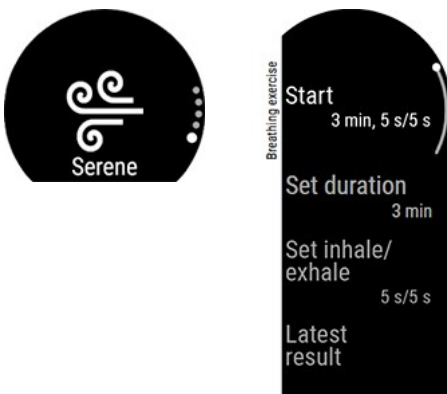 Serene
Breathing exercise
Start
3 min, 5 s/5 s
Set duration
3 min
Set inhale/
exhale
5 s/5 s
Latest
result